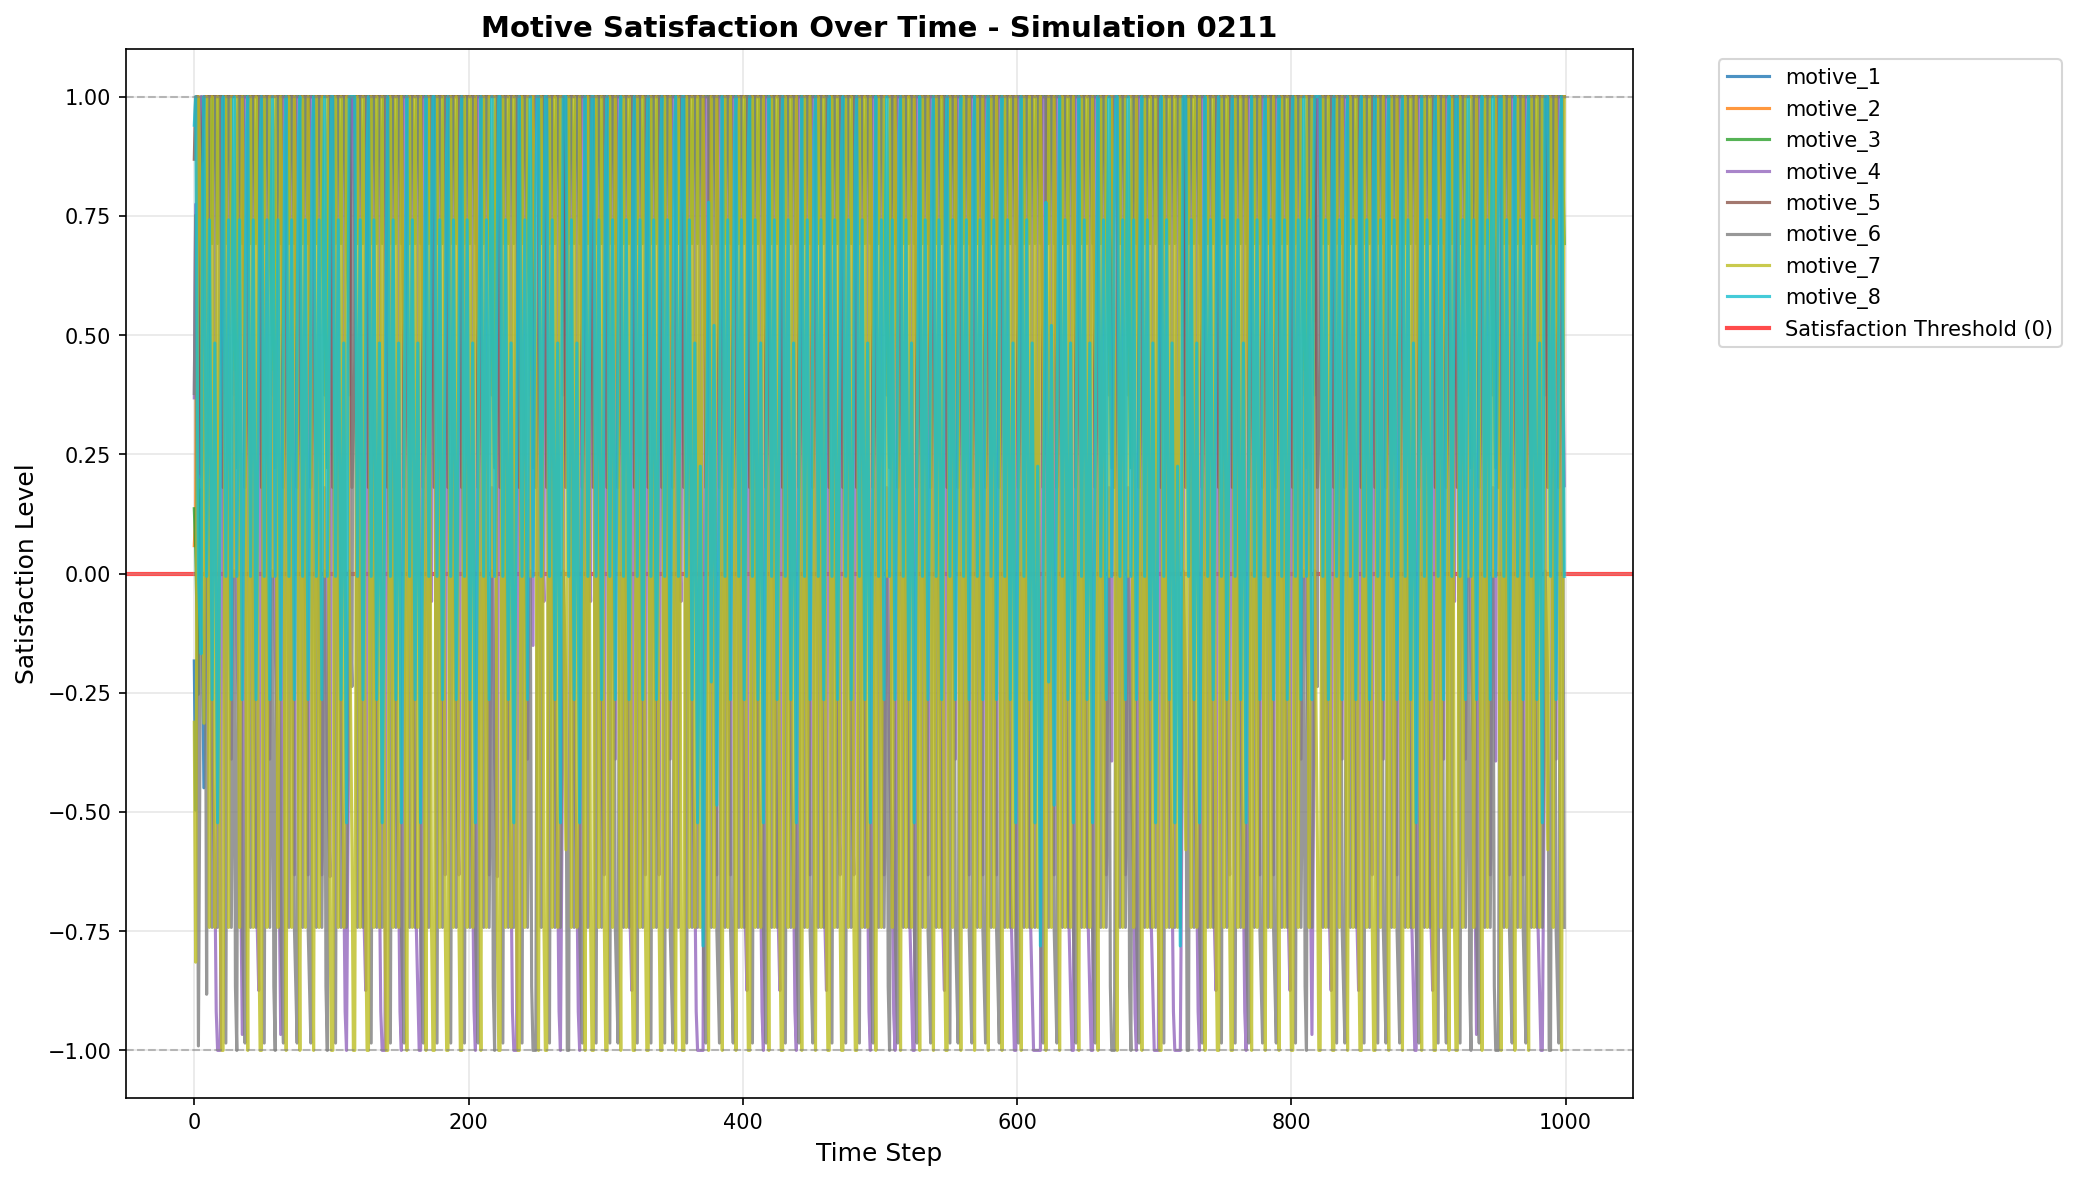 Motive Satisfaction Over Time - Simulation 0211
Satisfaction Level
1.00
0.75
0.50
0.25
0.00
−0.25
−0.50
−0.75
−1.00
0
200
400
600
800
1000
Time Step
motive_1
motive_2
motive_3
motive_4
motive_5
motive_6
motive_7
motive_8
Satisfaction Threshold (0)